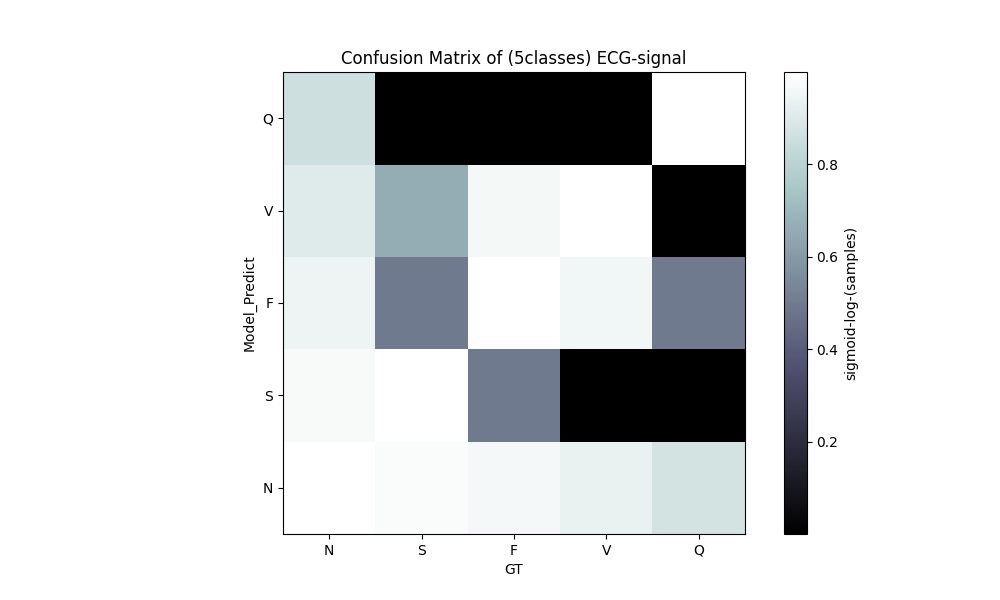 Confusion Matrix of (5classes) ECG-signal
Model_Predict
Q
V
F
S
N
N S F V Q
GT
0.8
0.6
0.4
0.2
sigmoid-log-(samples)